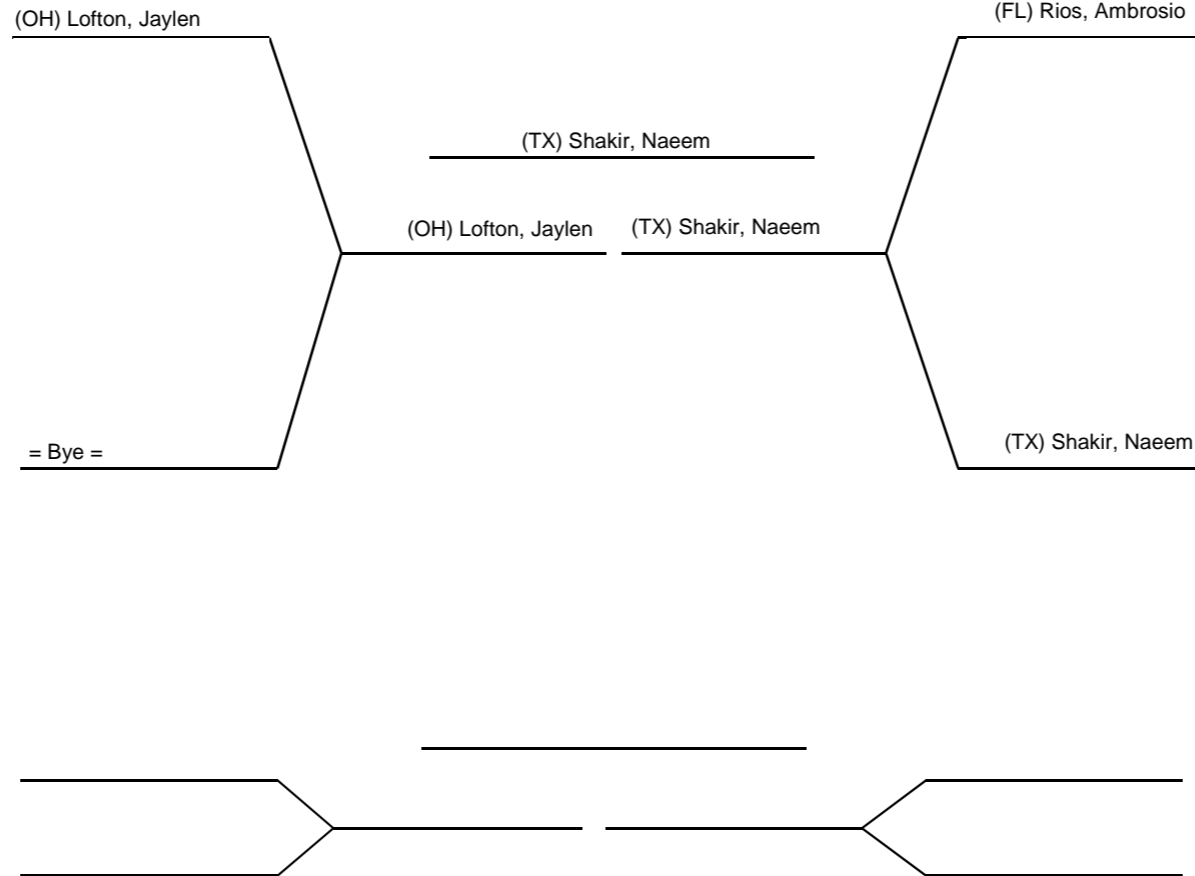 (OH) Lofton, Jaylen
(FL) Rios, Ambrosio
(TX) Shakir, Naeem
(OH) Lofton, Jaylen
(TX) Shakir, Naeem
= Bye =
(TX) Shakir, Naeem